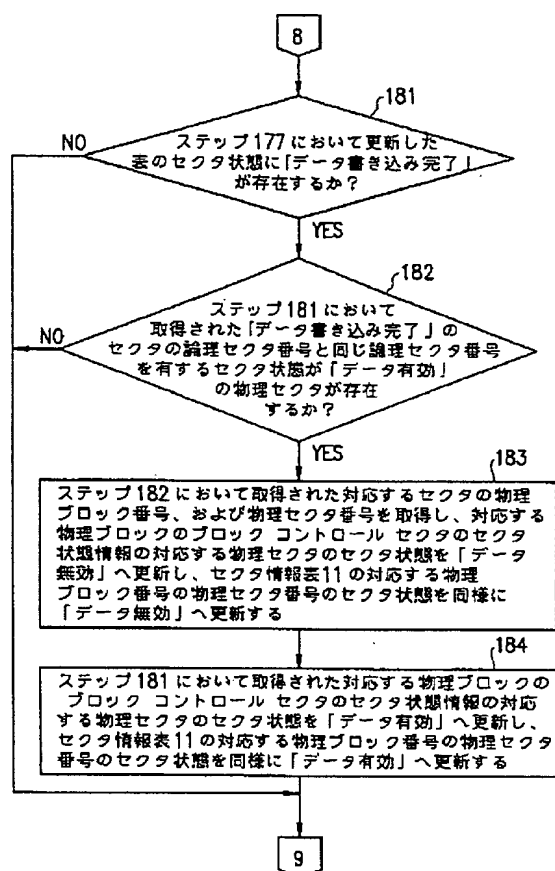 8
181
NO
ステップ177において更新した
表のセクタ状態に「データ書き込み完了」
が存在するか?
YES
182
NO
ステップ181において
取得された「データ書き込み完了」の
セクタの論理セクタ番号と同じ論理セクタ番号
を有するセクタ状態が「データ有効」
の物理セクタが存在
するか?
YES
183
ステップ182において取得された対応するセクタの物理
ブロック番号、および物理セクタ番号を取得し、対応する
物理ブロックのブロック コントロール セクタのセクタ
状態情報の対応する物理セクタのセクタ状態を「データ
無効」へ更新し、セクタ情報表11の対応する物理
ブロック番号の物理セクタ番号のセクタ状態を同様に
「データ無効」へ更新する
184
ステップ181において取得された対応する物理ブロックの
ブロック コントロール セクタのセクタ状態情報の対応
する物理セクタのセクタ状態を「データ有効」へ更新し、
セクタ情報表11の対応する物理ブロック番号の物理セクタ
番号のセクタ状態を同様に「データ有効」へ更新する
9